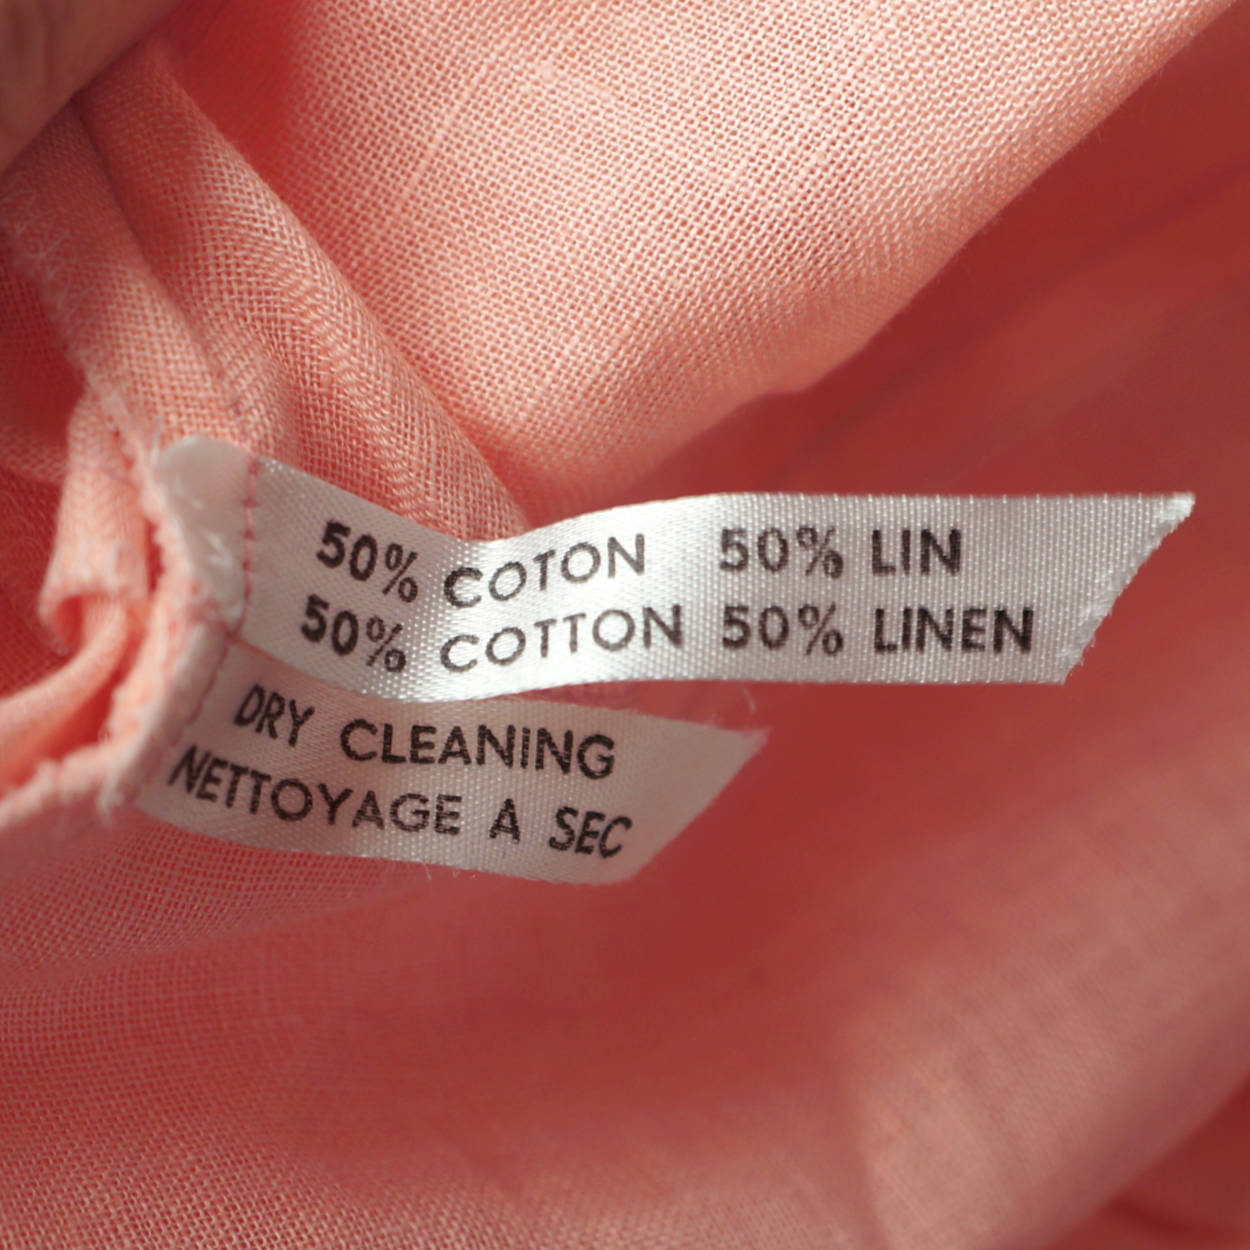 50% COTON 50% LIN
50% COTTON 50% LINEN
DRY CLEANING
NETTOYAGE A SEC